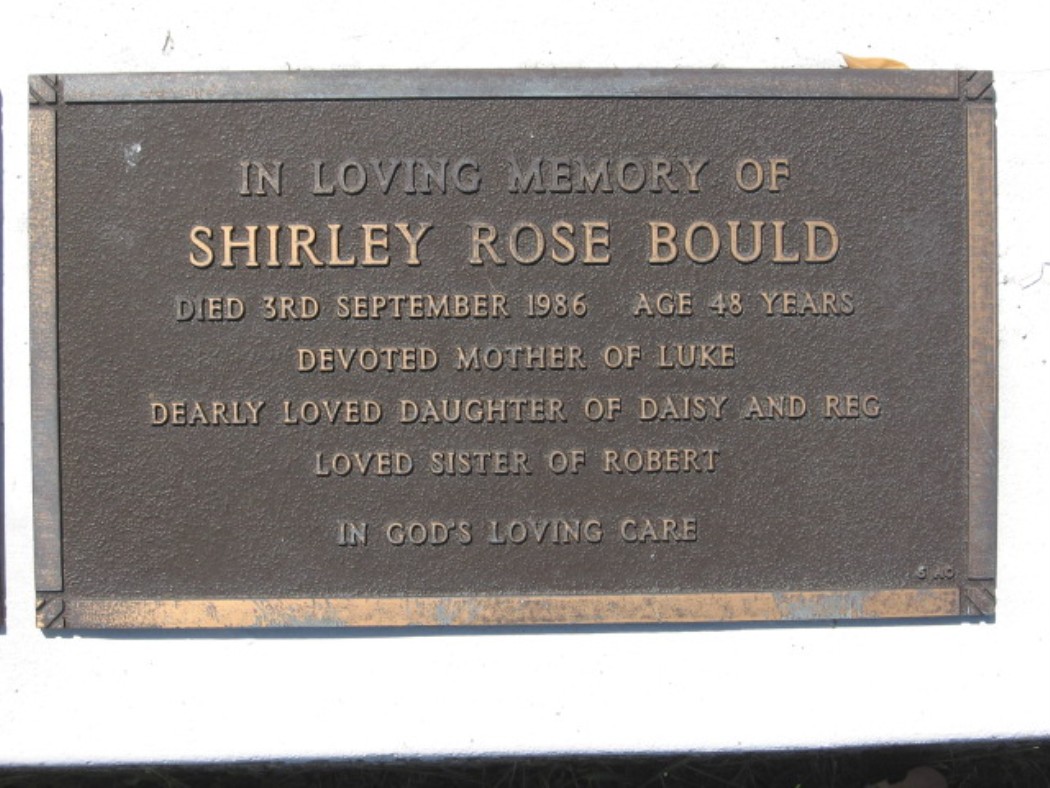 IN LOVING MEMORY OF
SHIRLEY ROSE BOULD
DIED 3RD SEPTEMBER 1986 AGE 48 YEARS
DEVOTED MOTHER OF LUKE
DEARLY LOVED DAUGHTER OF DAISY AND REG
LOVED SISTER OF ROBERT
IN GOD'S LOVING CARE